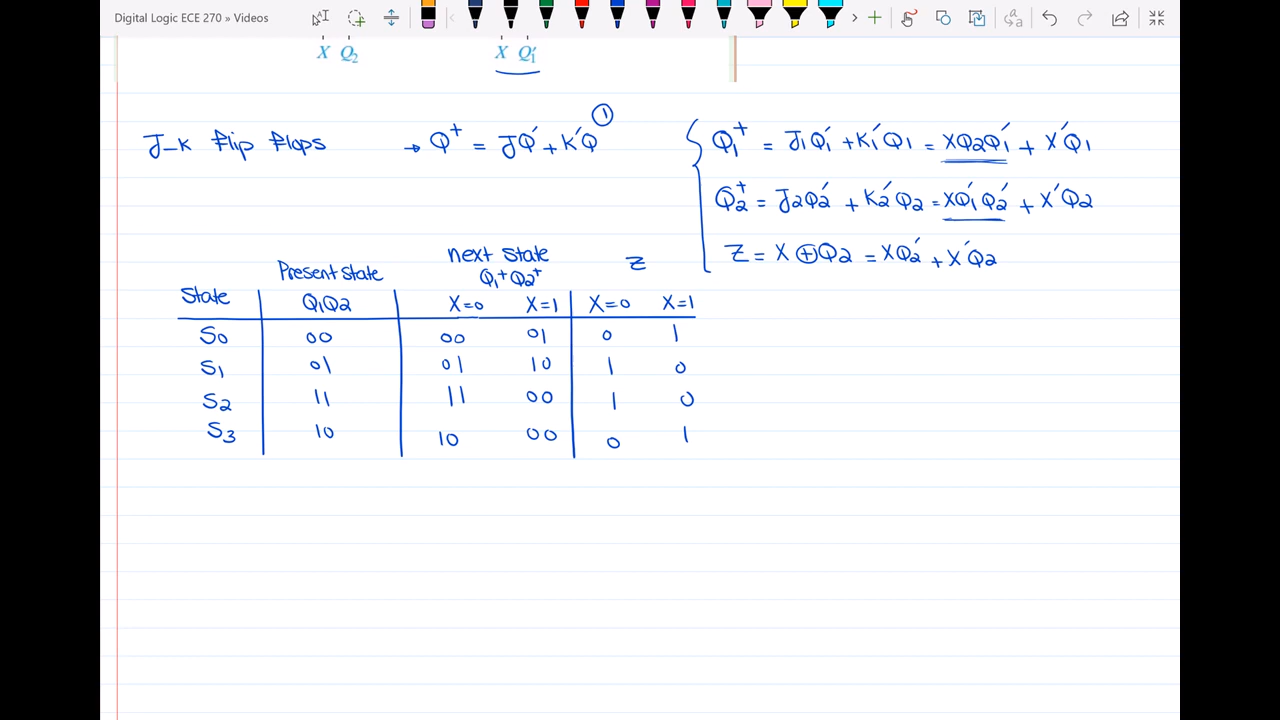 Digital Logic ECE 270 » Videos
X Q2 X Q1′
J-K Flip Flops → Q⁺ = JQ′ + K′Q ①
Q1⁺ = J1Q1′ + K1′Q1 = XQ2Q1′ + X′Q1
Q2⁺ = J2Q2′ + K2′Q2 = XQ1′Q2′ + X′Q2
Z = X ⊕ Q2 = XQ2′ + X′Q2
Present state next state Z
Q1⁺Q2⁺
State Q1Q2 X=0 X=1 X=0 X=1
S0 00 00 01 0 1
S1 01 01 10 1 0
S2 11 11 00 1 0
S3 10 10 00 0 1